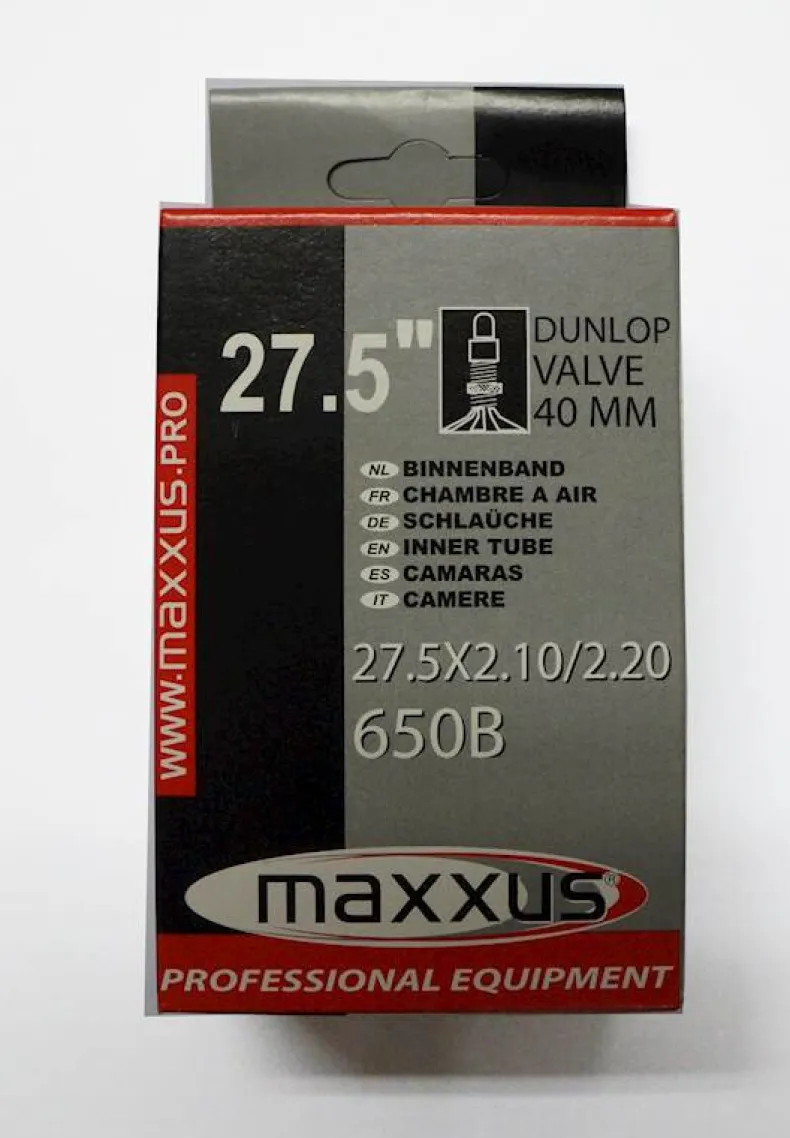 27.5"
DUNLOP
VALVE
40 MM
NL BINNENBAND
FR CHAMBRE A AIR
DE SCHLAÜCHE
EN INNER TUBE
ES CAMARAS
IT CAMERE
27.5X2.10/2.20
650B
www.maxxus.PRO
maxxus®
PROFESSIONAL EQUIPMENT